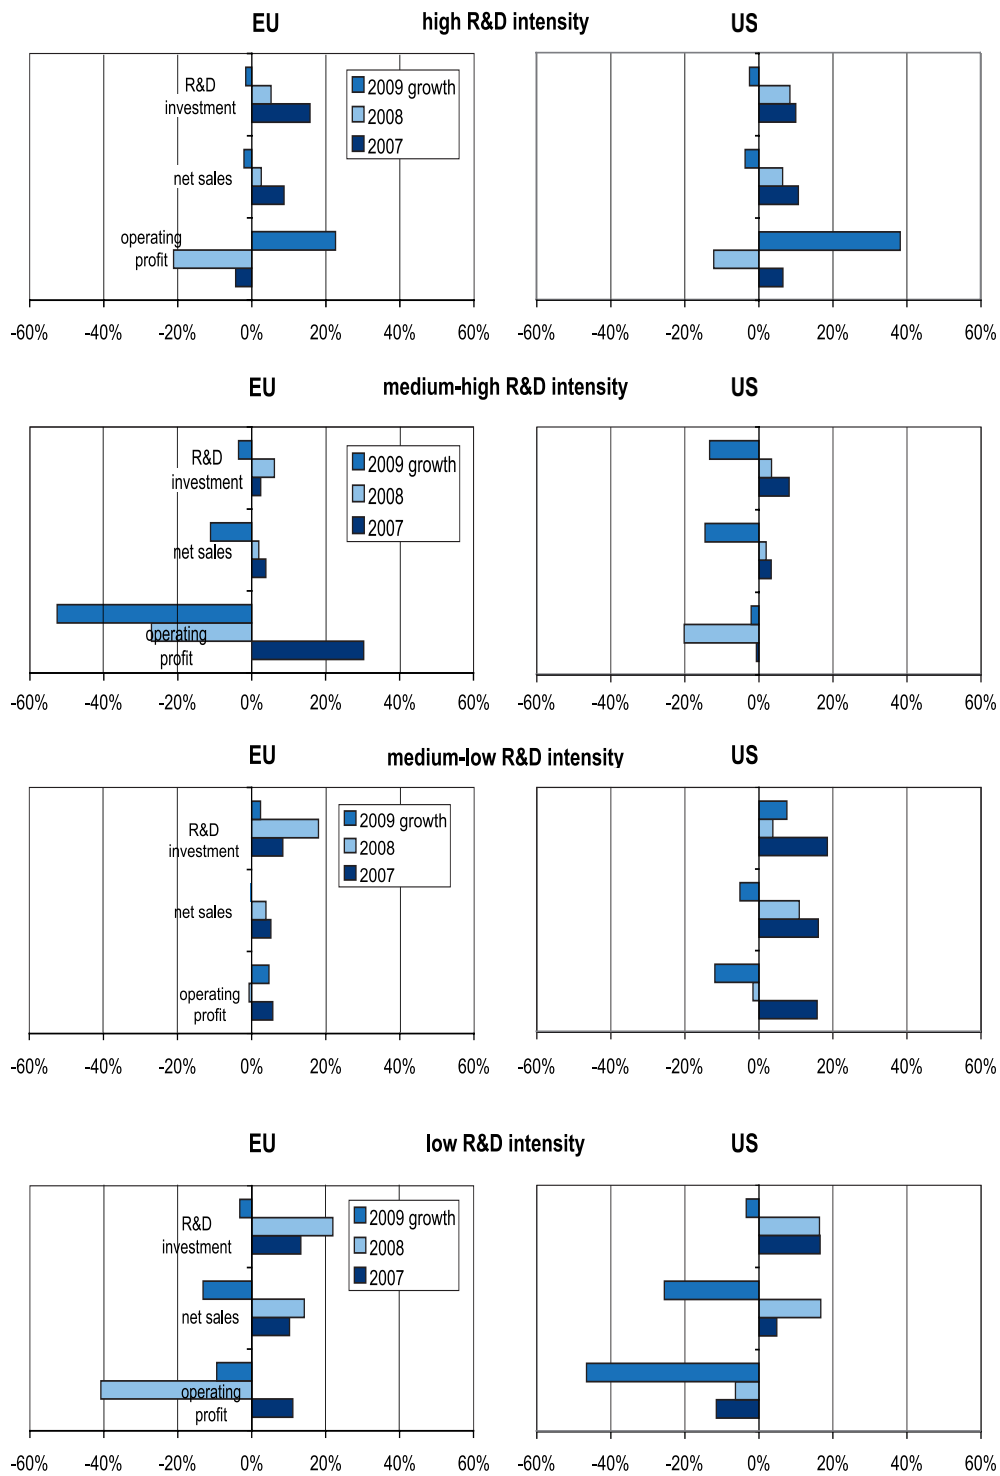 high R&D intensity
EU
US
R&D
investment
net sales
operating
profit
2009 growth
2008
2007
-60% -40% -20% 0% 20% 40% 60%
-60% -40% -20% 0% 20% 40% 60%
medium-high R&D intensity
EU
US
R&D
investment
net sales
operating
profit
2009 growth
2008
2007
-60% -40% -20% 0% 20% 40% 60%
-60% -40% -20% 0% 20% 40% 60%
medium-low R&D intensity
EU
US
R&D
investment
net sales
operating
profit
2009 growth
2008
2007
-60% -40% -20% 0% 20% 40% 60%
-60% -40% -20% 0% 20% 40% 60%
low R&D intensity
EU
US
R&D
investment
net sales
operating
profit
2009 growth
2008
2007
-60% -40% -20% 0% 20% 40% 60%
-60% -40% -20% 0% 20% 40% 60%